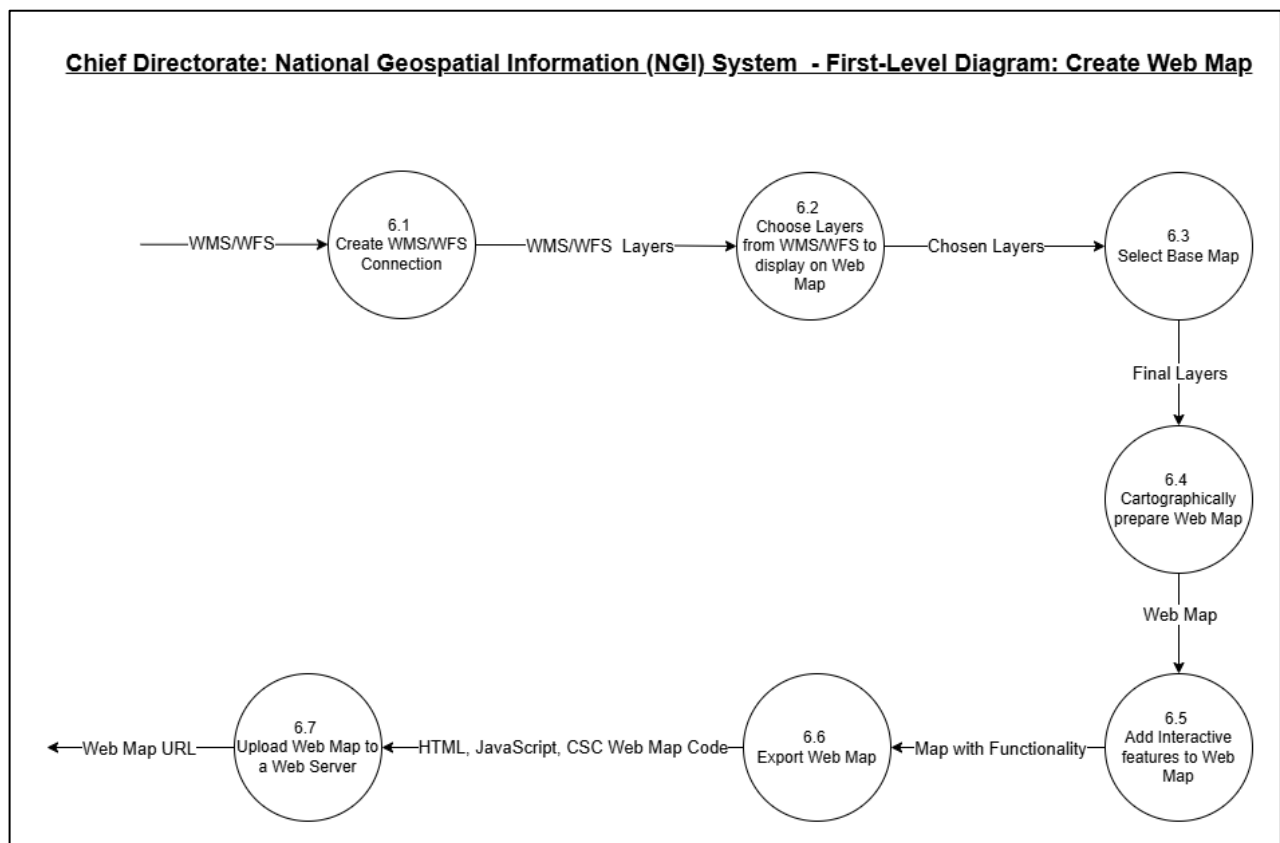 Chief Directorate: National Geospatial Information (NGI) System - First-Level Diagram: Create Web Map
WMS/WFS
6.1
Create WMS/WFS
Connection
WMS/WFS Layers
6.2
Choose Layers
from WMS/WFS to
display on Web
Map
Chosen Layers
6.3
Select Base Map
Final Layers
6.4
Cartographically
prepare Web Map
Web Map
6.5
Add Interactive
features to Web
Map
Map with Functionality
6.6
Export Web Map
HTML, JavaScript, CSC Web Map Code
6.7
Upload Web Map to
a Web Server
Web Map URL